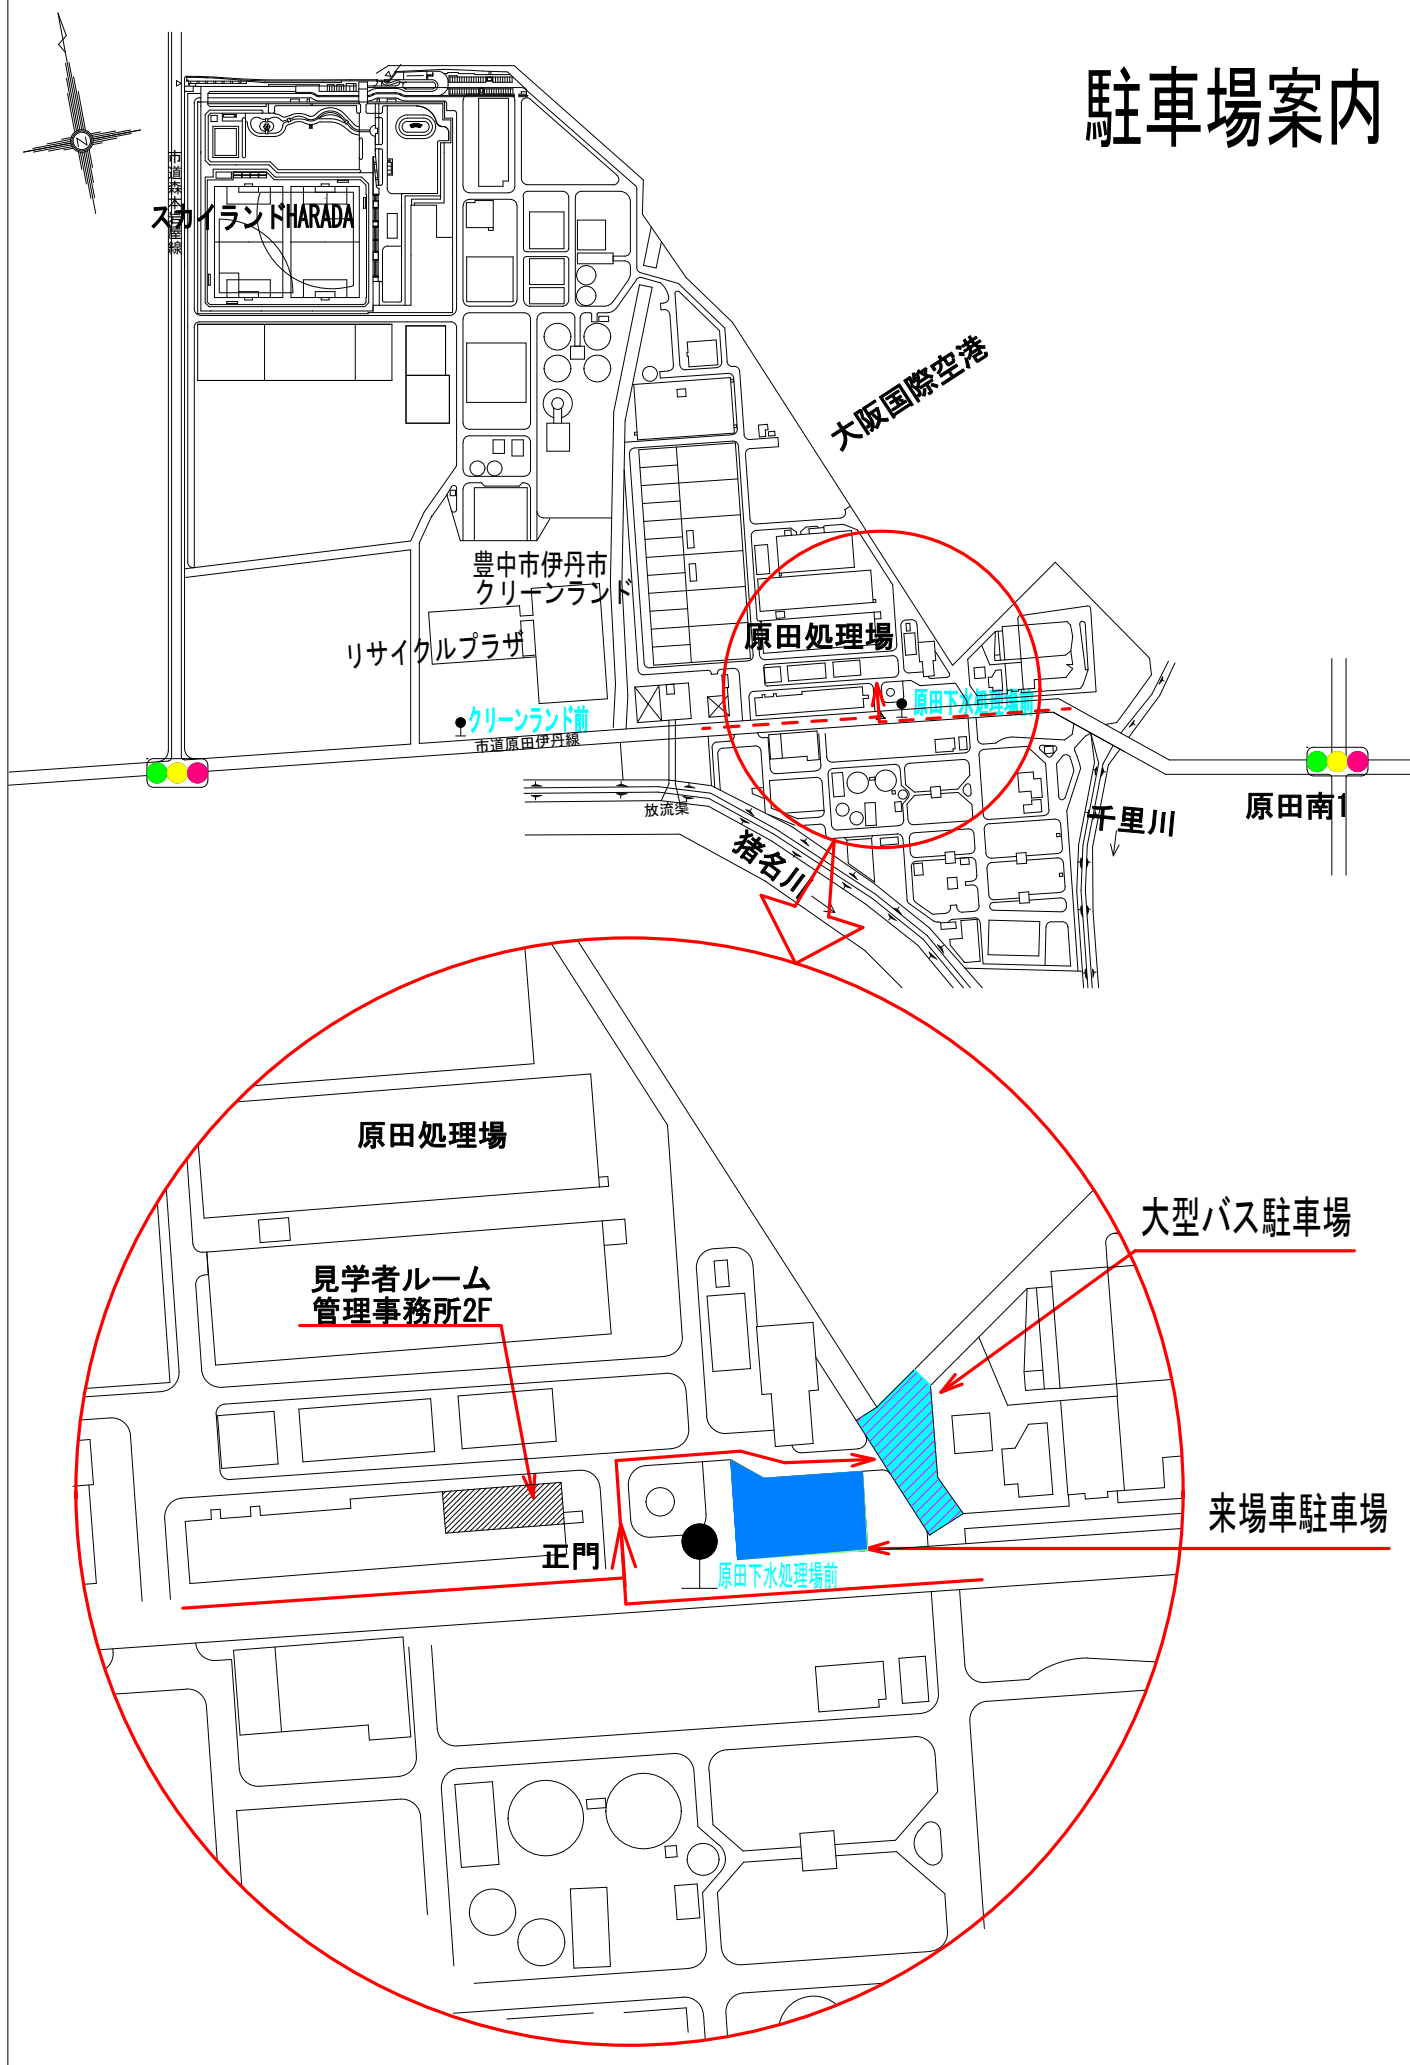 駐車場案内
N
市道森本岩屋線
スカイランドHARADA
大阪国際空港
豊中市伊丹市
クリーンランド
リサイクルプラザ
原田処理場
原田下水処理場前
クリーンランド前
市道原田伊丹線
放流渠
猪名川
千里川
原田南1
原田処理場
大型バス駐車場
見学者ルーム
管理事務所2F
来場車駐車場
正門
原田下水処理場前